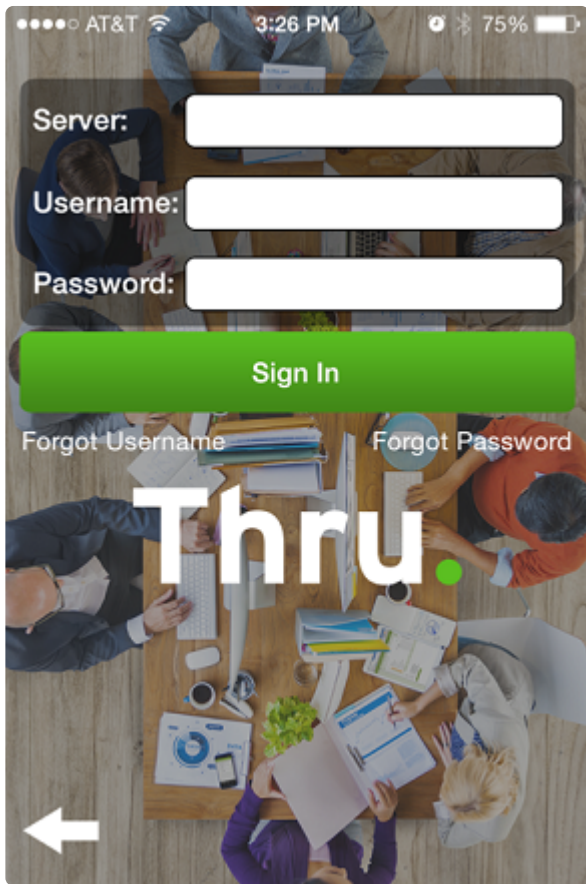 AT&T 3:26 PM 75%
Server:
Username:
Password:
Sign In
Forgot Username Forgot Password
Thru.